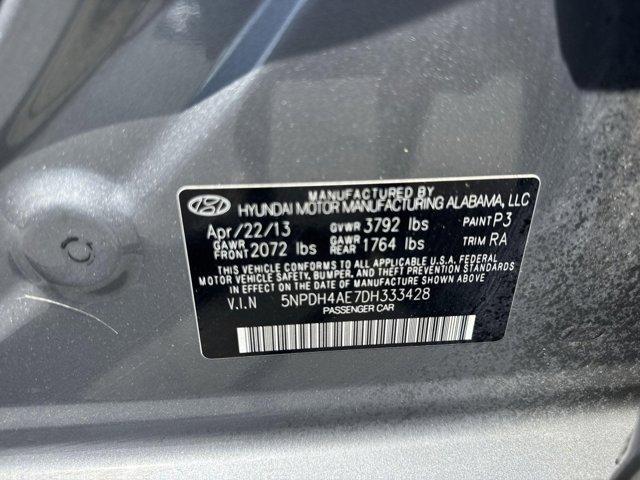 MANUFACTURED BY
HYUNDAI MOTOR MANUFACTURING ALABAMA, LLC
Apr/22/13 GVWR 3792 lbs PAINT P3
GAWR FRONT 2072 lbs GAWR REAR 1764 lbs TRIM RA
THIS VEHICLE CONFORMS TO ALL APPLICABLE U.S.A. FEDERAL
MOTOR VEHICLE SAFETY, BUMPER, AND THEFT PREVENTION STANDARDS
IN EFFECT ON THE DATE OF MANUFACTURE SHOWN ABOVE
V.I.N 5NPDH4AE7DH333428
PASSENGER CAR